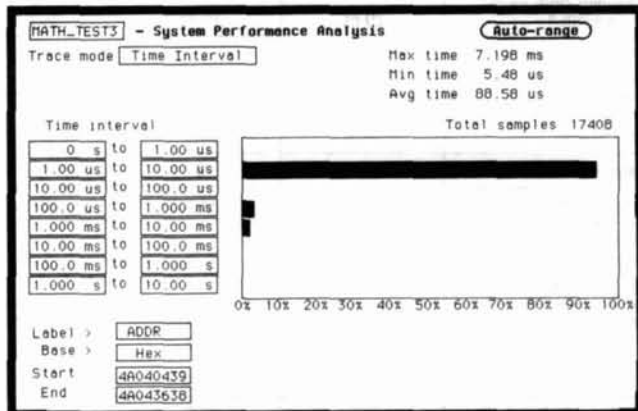 MATH_TEST3 - System Performance Analysis Auto-range
Trace mode Time Interval
Max time 7.198 ms
Min time 5.48 us
Avg time 88.58 us
Time interval
Total samples 17408
0 s to 1.00 us
1.00 us to 10.00 us
10.00 us to 100.0 us
100.0 us to 1.000 ms
1.000 ms to 10.00 ms
10.00 ms to 100.0 ms
100.0 ms to 1.000 s
1.000 s to 10.00 s
0% 10% 20% 30% 40% 50% 60% 70% 80% 90% 100%
Label > ADDR
Base > Hex
Start 4A040439
End 4A043638